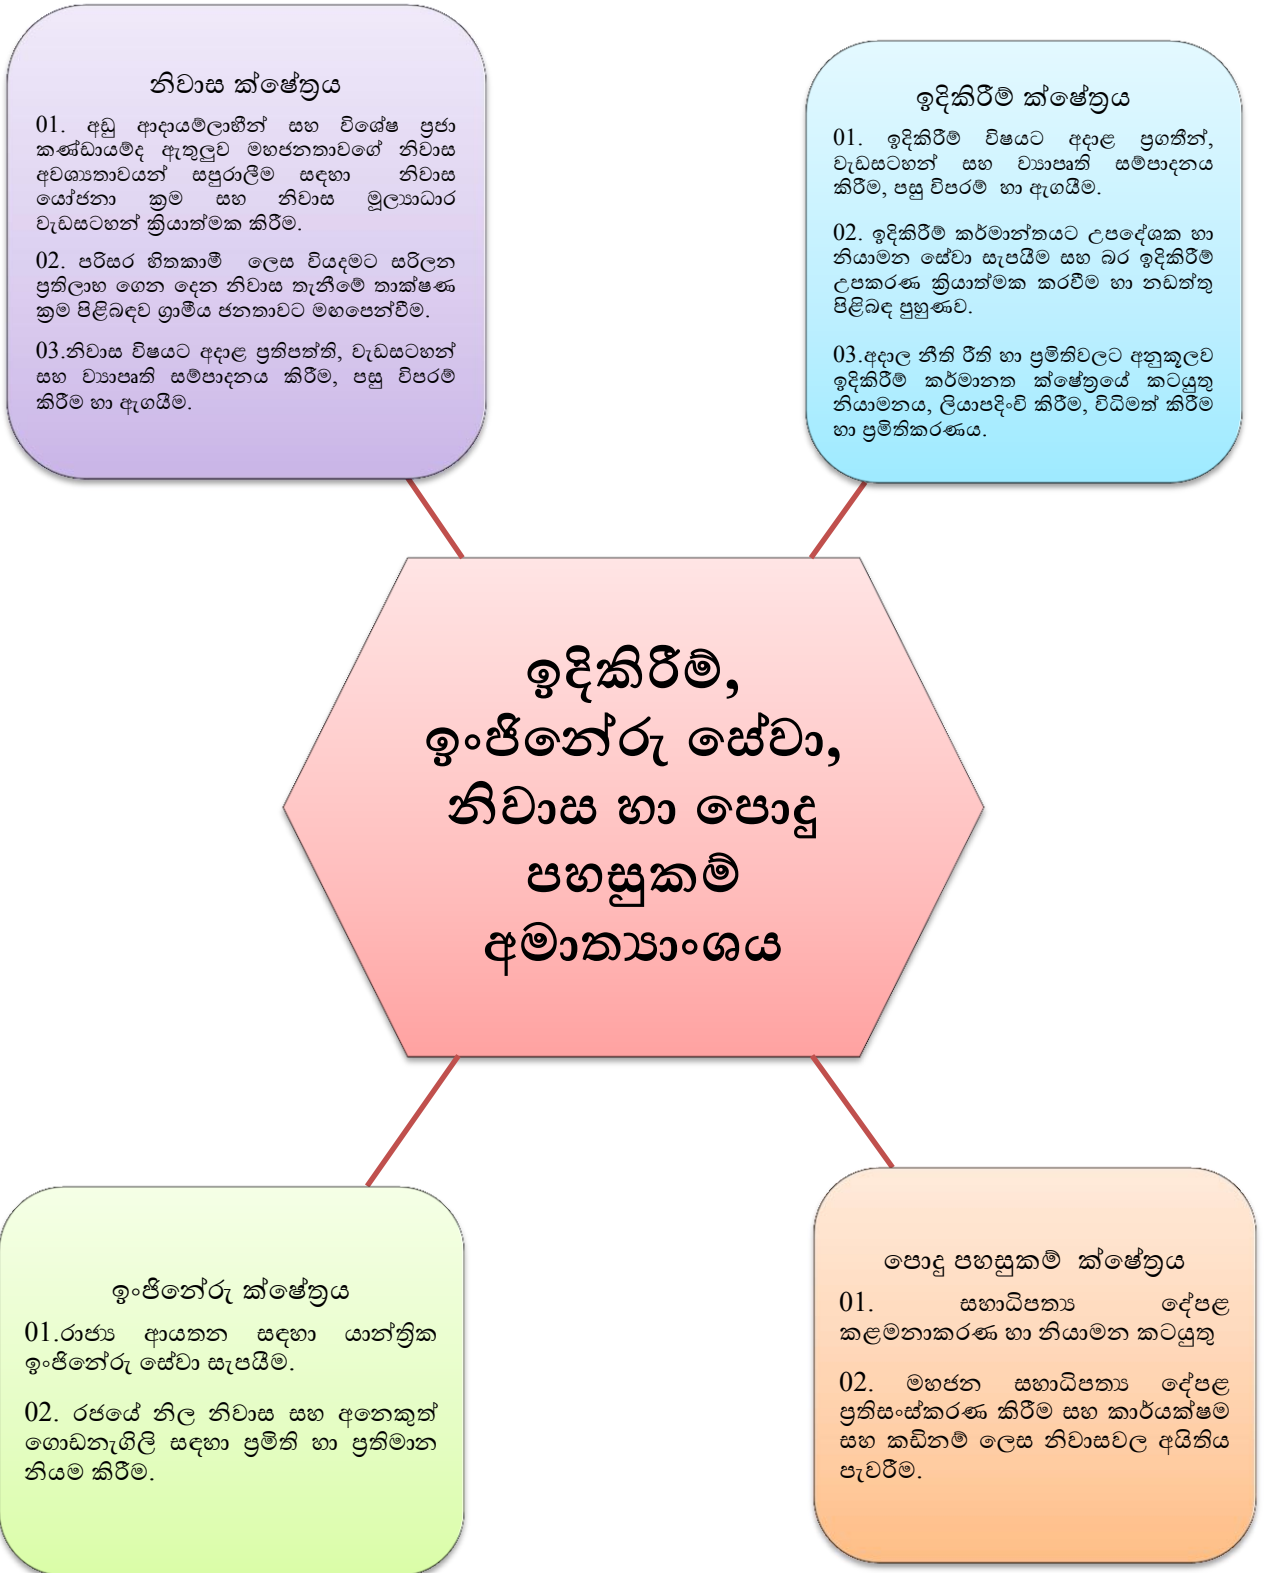 නිවාස ක්ෂේත්‍රය
01. අඩු ආදායම්ලාභීන් සහ විශේෂ ප්‍රජා
කණ්ඩායම්ද ඇතුලුව මහජනතාවගේ නිවාස
අවශ්‍යතාවයන් සපුරාලීම සඳහා නිවාස
යෝජනා ක්‍රම සහ නිවාස මූල්‍යාධාර
වැඩසටහන් ක්‍රියාත්මක කිරීම.
02. පරිසර හිතකාමී ලෙස වියදමට සරිලන
ප්‍රතිලාභ ගෙන දෙන නිවාස තැනීමේ තාක්ෂණ
ක්‍රම පිළිබඳව ග්‍රාමීය ජනතාවට මඟපෙන්වීම.
03.නිවාස විෂයට අදාළ ප්‍රතිපත්ති, වැඩසටහන්
සහ ව්‍යාපෘති සම්පාදනය කිරීම, පසු විපරම්
කිරීම හා ඇගයීම.
ඉදිකිරීම් ක්ෂේත්‍රය
01. ඉදිකිරීම් විෂයට අදාළ ප්‍රගතීන්,
වැඩසටහන් සහ ව්‍යාපෘති සම්පාදනය
කිරීම, පසු විපරම් හා ඇගයීම.
02. ඉදිකිරීම් කර්මාන්තයට උපදේශක හා
නියාමන සේවා සැපයීම සහ බර ඉදිකිරීම්
උපකරණ ක්‍රියාත්මක කරවීම හා නඩත්තු
පිළිබඳ පුහුණුව.
03.අදාල නීති රීති හා ප්‍රමිතිවලට අනුකූලව
ඉදිකිරීම් කර්මානත ක්ෂේත්‍රයේ කටයුතු
නියාමනය, ලියාපදිංචි කිරීම, විධිමත් කිරීම
හා ප්‍රමිතිකරණය.
ඉදිකිරීම්,
ඉංජිනේරු සේවා,
නිවාස හා පොදු
පහසුකම්
අමාත්‍යාංශය
ඉංජිනේරු ක්ෂේත්‍රය
01.රාජ්‍ය ආයතන සඳහා යාන්ත්‍රික
ඉංජිනේරු සේවා සැපයීම.
02. රජයේ නිල නිවාස සහ අනෙකුත්
ගොඩනැගිලි සඳහා ප්‍රමිති හා ප්‍රතිමාන
නියම කිරීම.
පොදු පහසුකම් ක්ෂේත්‍රය
01. සහාධිපත්‍ය දේපළ
කළමනාකරණ හා නියාමන කටයුතු
02. මහජන සහාධිපත්‍ය දේපළ
ප්‍රතිසංස්කරණ කිරීම සහ කාර්යක්ෂම
සහ කඩිනම් ලෙස නිවාසවල අයිතිය
පැවරීම.